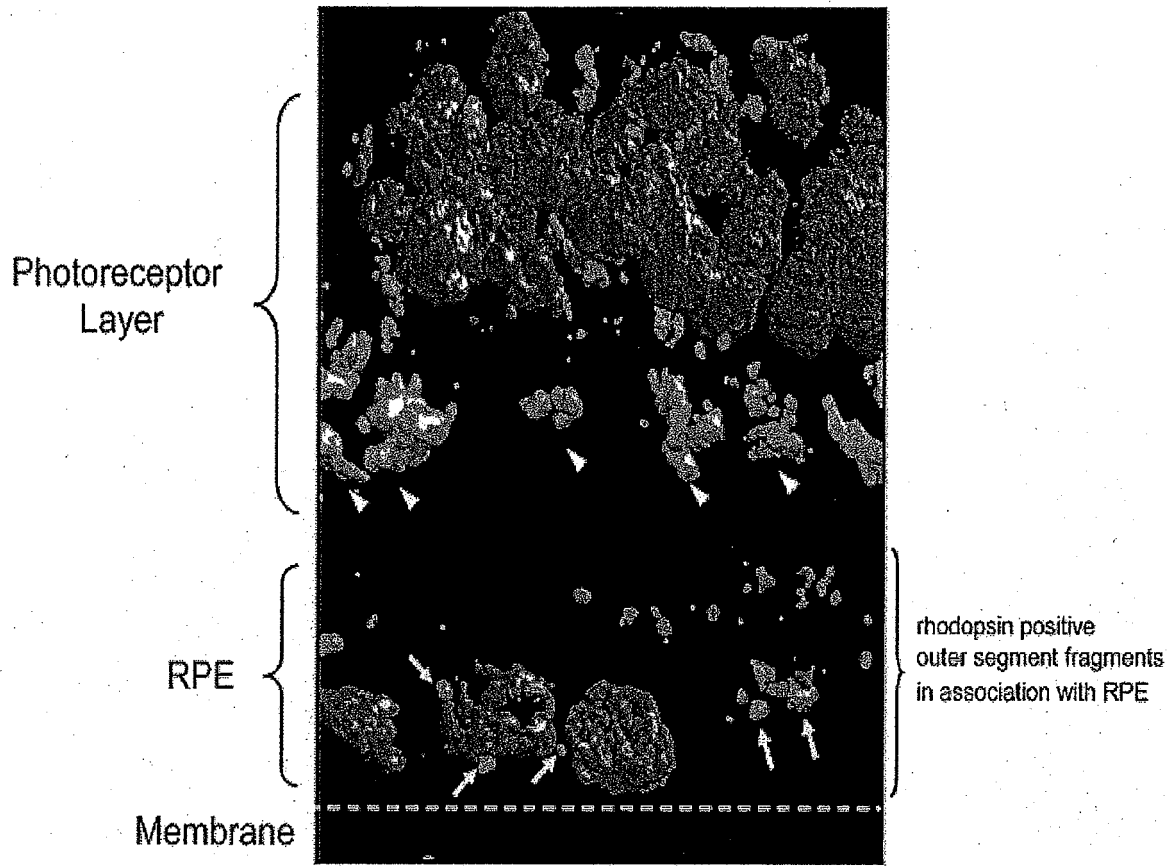 Photoreceptor
Layer
RPE
rhodopsin positive
outer segment fragments
in association with RPE
Membrane